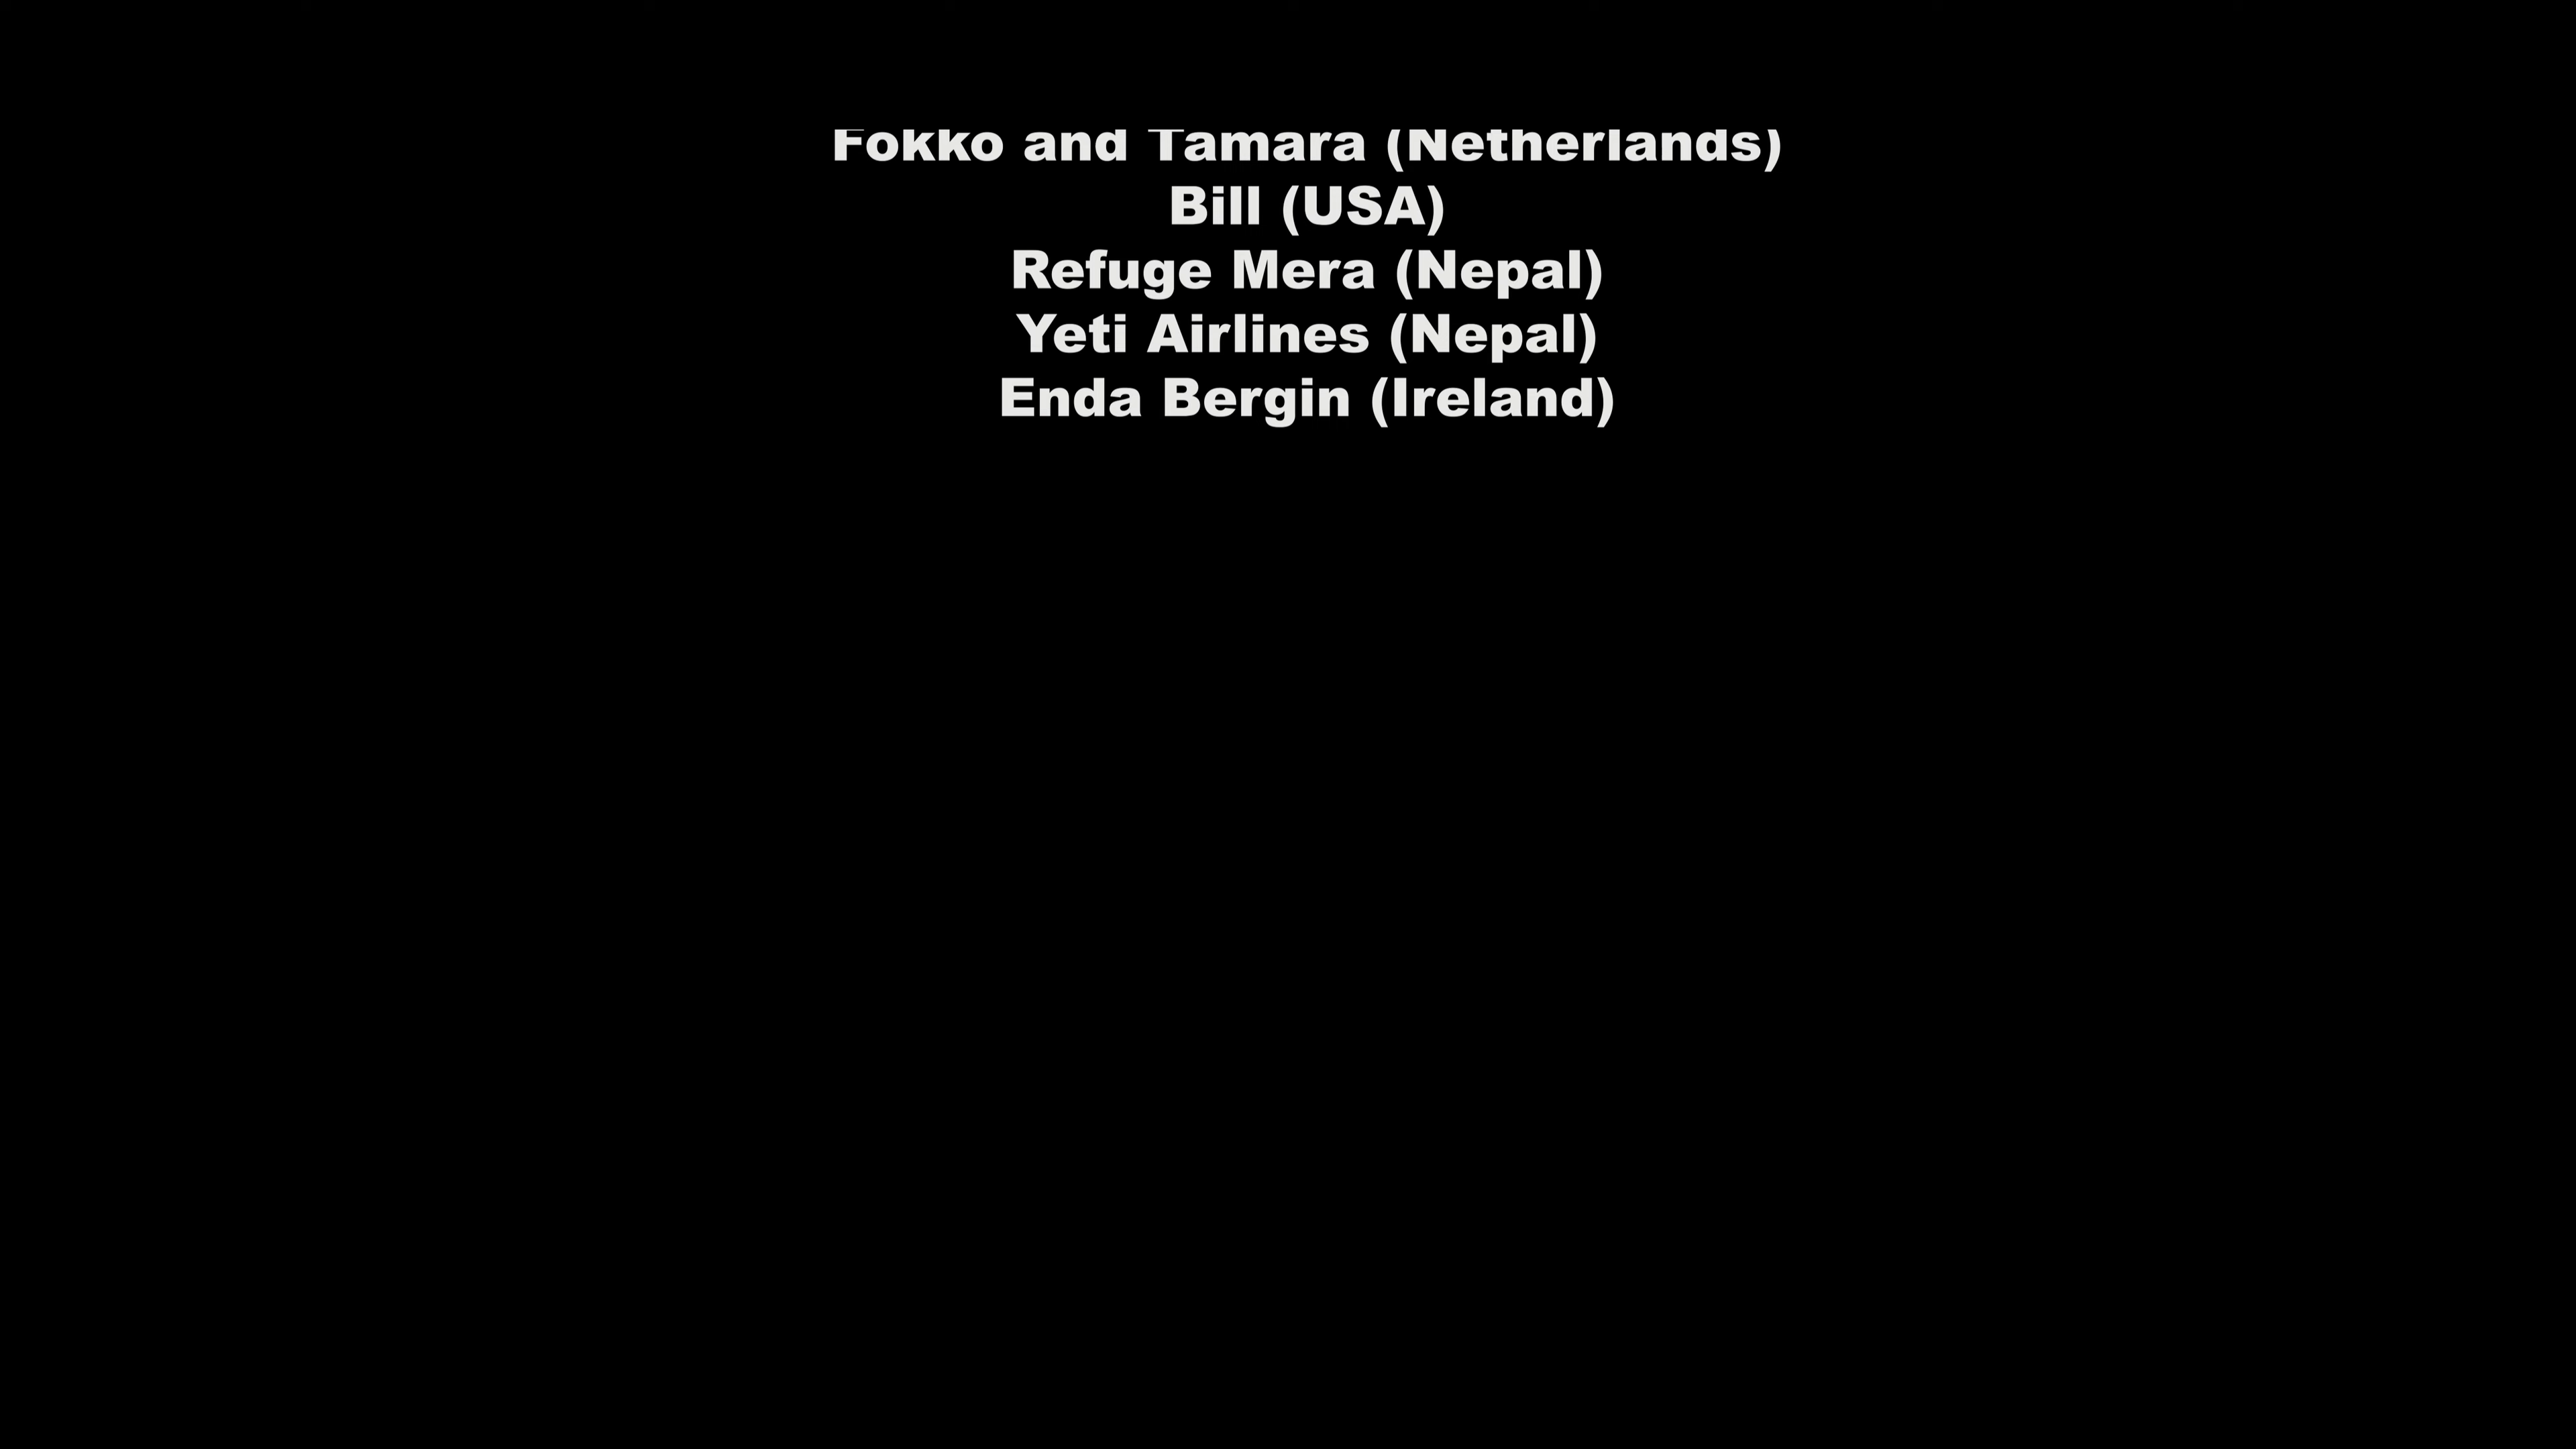 Fokko and Tamara (Netherlands)
Bill (USA)
Refuge Mera (Nepal)
Yeti Airlines (Nepal)
Enda Bergin (Ireland)